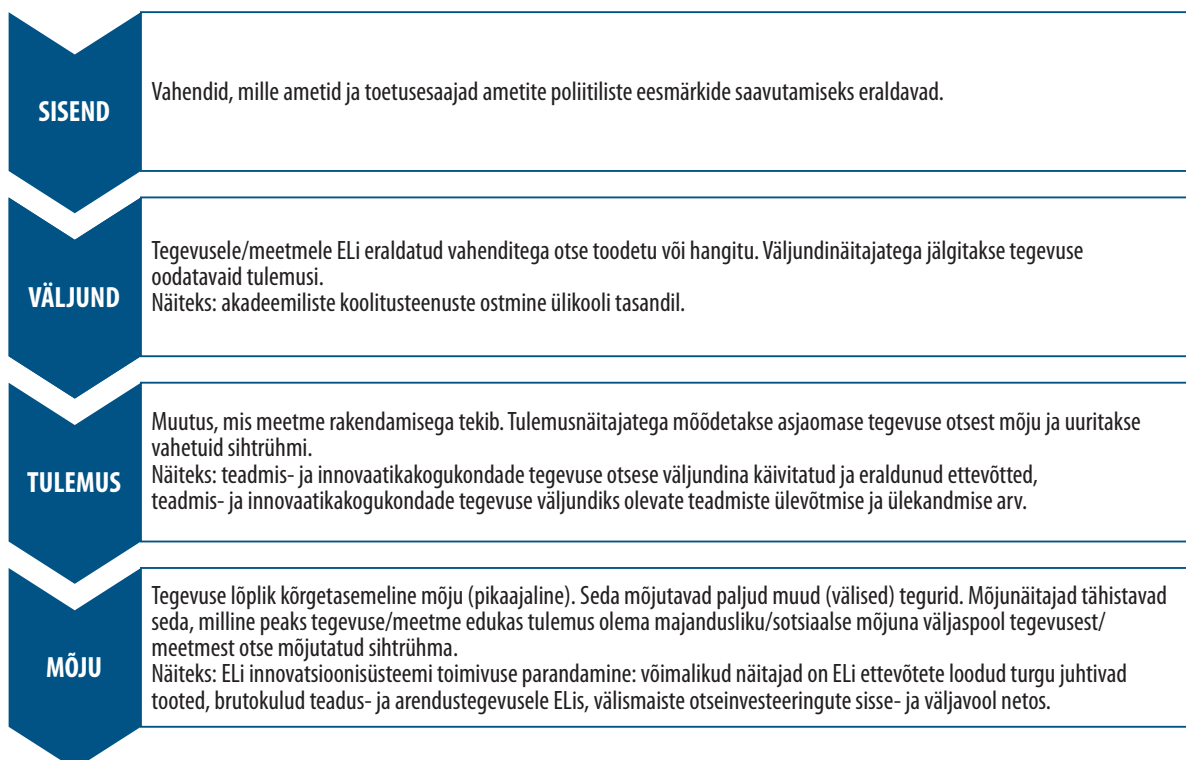 SISEND
Vahendid, mille ametid ja toetusesaajad ametite poliitiliste eesmärkide saavutamiseks eraldavad.
VÄLJUND
Tegevusele/meetmele ELi eraldatud vahenditega otse toodetu või hangitu. Väljundinäitajatega jälgitakse tegevuse
oodatavaid tulemusi.
Näiteks: akadeemiliste koolitusteenuste ostmine ülikooli tasandil.
TULEMUS
Muutus, mis meetme rakendamisega tekib. Tulemusnäitajatega mõõdetakse asjaomase tegevuse otsest mõju ja uuritakse
vahetuid sihtrühmi.
Näiteks: teadmis- ja innovaatikakogukondade tegevuse otsese väljundina käivitatud ja eraldunud ettevõtted,
teadmis- ja innovaatikakogukondade tegevuse väljundiks olevate teadmiste ülevõtmise ja ülekandmise arv.
MÕJU
Tegevuse lõplik kõrgetasemeline mõju (pikaajaline). Seda mõjutavad paljud muud (välised) tegurid. Mõjunäitajad tähistavad
seda, milline peaks tegevuse/meetme edukas tulemus olema majandusliku/sotsiaalse mõjuna väljaspool tegevusest/
meetmest otse mõjutatud sihtrühma.
Näiteks: ELi innovatsioonisüsteemi toimivuse parandamine: võimalikud näitajad on ELi ettevõtete loodud turgu juhtivad
tooted, brutokulud teadus- ja arendustegevusele ELis, välismaiste otseinvesteeringute sisse- ja väljavool netos.